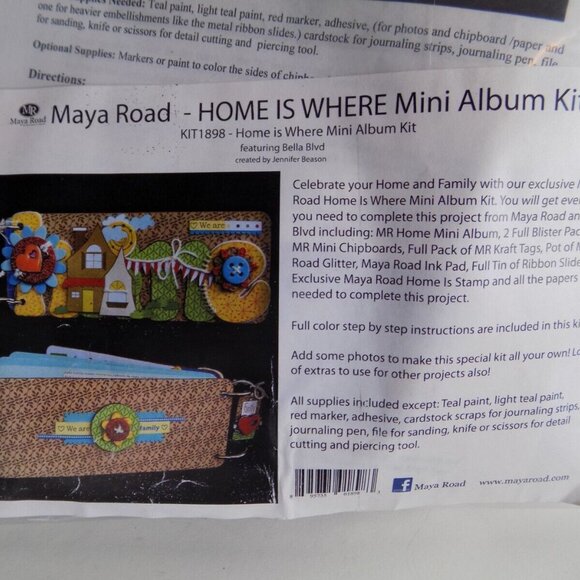 Supplies Needed: Teal paint, light teal paint, red marker, adhesive, (for photos and chipboard /paper and
one for heavier embellishments like the metal ribbon slides.) cardstock for journaling strips, journaling pen, file
for sanding, knife or scissors for detail cutting and piercing tool.
Optional Supplies: Markers or paint to color the sides of
Directions:
MR
Maya Road
Maya Road - HOME IS WHERE Mini Album Kit
KIT1898 - Home is Where Mini Album Kit
featuring Bella Blvd
created by Jennifer Beason
We are
We are
family
Celebrate your Home and Family with our exclusive
Road Home Is Where Mini Album Kit. You will get
you need to complete this project from Maya Road and
Blvd including: MR Home Mini Album, 2 Full Blister
MR Mini Chipboards, Full Pack of MR Kraft Tags, Pot of
Road Glitter, Maya Road Ink Pad, Full Tin of Ribbon
Exclusive Maya Road Home Is Stamp and all the papers
needed to complete this project.
Full color step by step instructions are included in this
Add some photos to make this special kit all your own!
of extras to use for other projects also!
All supplies included except: Teal paint, light teal paint,
red marker, adhesive, cardstock scraps for journaling strips,
journaling pen, file for sanding, knife or scissors for detail
cutting and piercing tool.
f Maya Road www.mayaroad.com